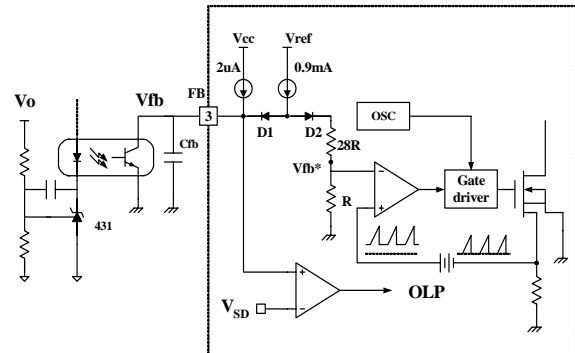 Vcc Vref
2uA 0.9mA
Vo Vfb FB
3
D1 D2
OSC
Cfb
28R
Vfb*
R
Gate
driver
431
VSD
OLP
+
−
+
−